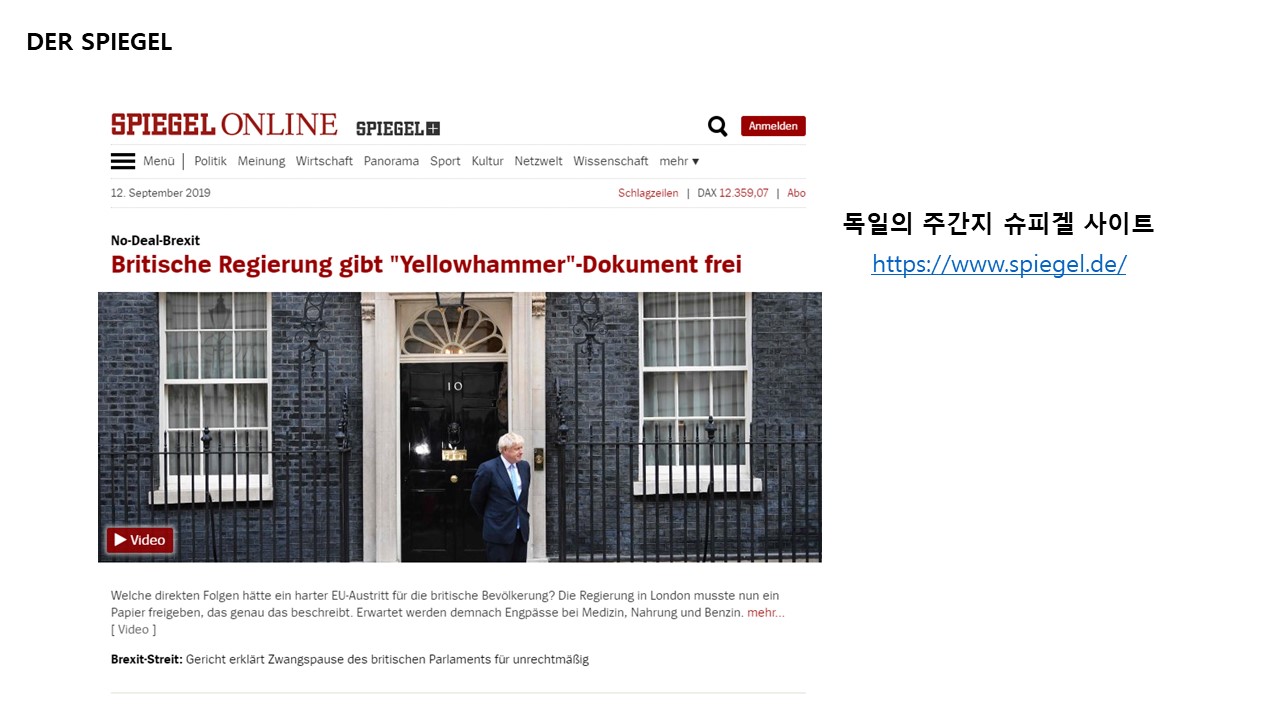 DER SPIEGEL
SPIEGEL ONLINE SPIEGEL+ Anmelden
Menü | Politik Meinung Wirtschaft Panorama Sport Kultur Netzwelt Wissenschaft mehr ▼
12. September 2019 Schlagzeilen | DAX 12.359,07 | Abo
No-Deal-Brexit
Britische Regierung gibt "Yellowhammer"-Dokument frei
10
Video
Welche direkten Folgen hätte ein harter EU-Austritt für die britische Bevölkerung? Die Regierung in London musste nun ein
Papier freigeben, das genau das beschreibt. Erwartet werden demnach Engpässe bei Medizin, Nahrung und Benzin. mehr...
[ Video ]
Brexit-Streit: Gericht erklärt Zwangspause des britischen Parlaments für unrechtmäßig
독일의 주간지 슈피겔 사이트
https://www.spiegel.de/